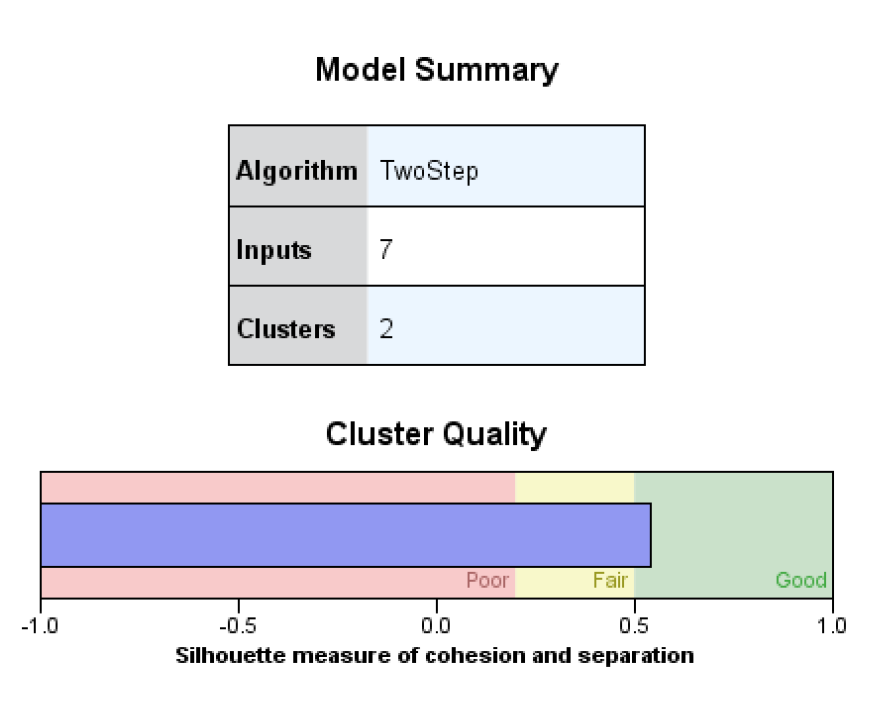 Model Summary
Algorithm TwoStep
Inputs 7
Clusters 2
Cluster Quality
Poor Fair Good
-1.0 -0.5 0.0 0.5 1.0
Silhouette measure of cohesion and separation